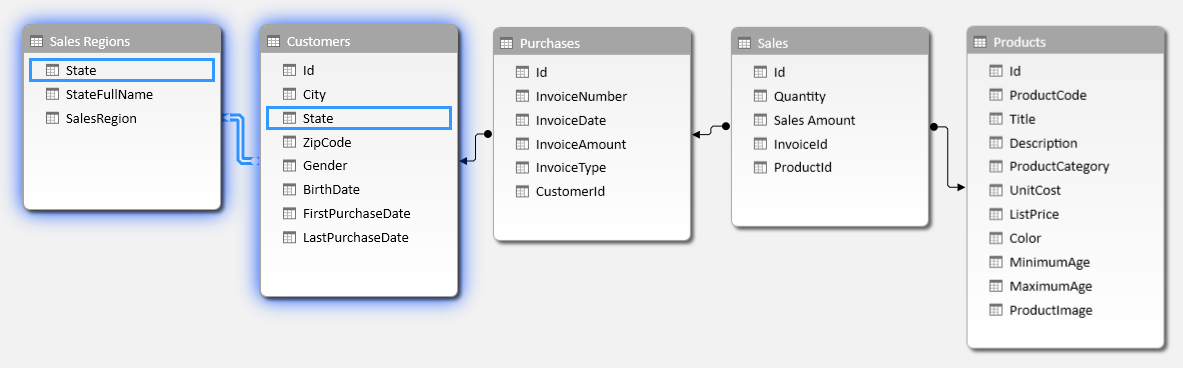 Sales Regions
State
StateFullName
SalesRegion
Customers
Id
City
State
ZipCode
Gender
BirthDate
FirstPurchaseDate
LastPurchaseDate
Purchases
Id
InvoiceNumber
InvoiceDate
InvoiceAmount
InvoiceType
CustomerId
Sales
Id
Quantity
Sales Amount
InvoiceId
ProductId
Products
Id
ProductCode
Title
Description
ProductCategory
UnitCost
ListPrice
Color
MinimumAge
MaximumAge
ProductImage